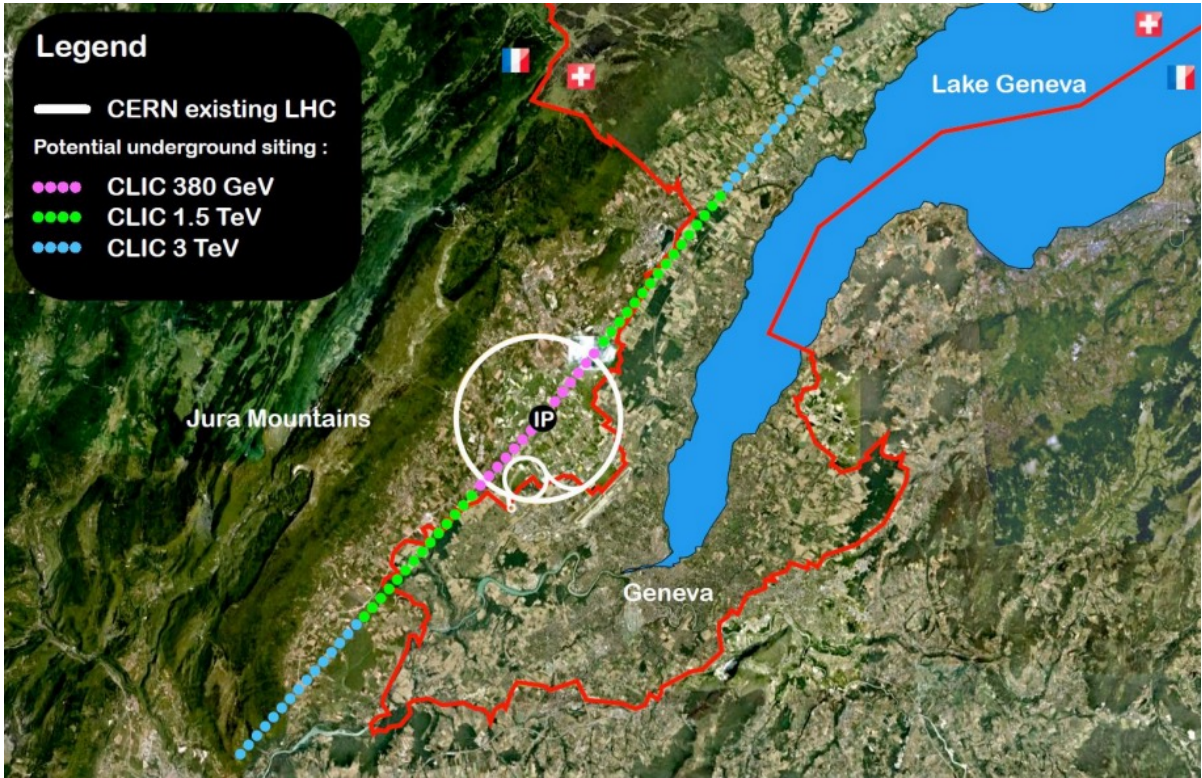 Legend
CERN existing LHC
Potential underground siting :
CLIC 380 GeV
CLIC 1.5 TeV
CLIC 3 TeV
Lake Geneva
Jura Mountains
IP
Geneva